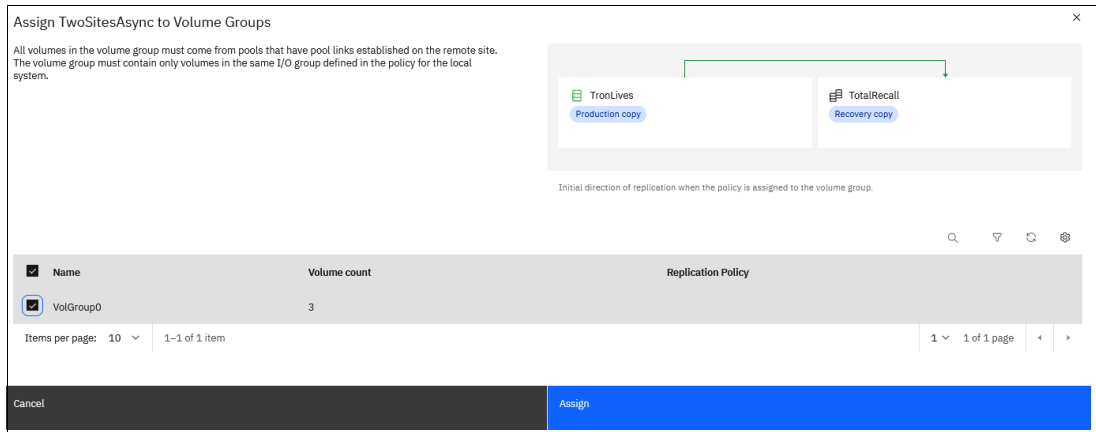 Assign TwoSitesAsync to Volume Groups
All volumes in the volume group must come from pools that have pool links established on the remote site.
The volume group must contain only volumes in the same I/O group defined in the policy for the local
system.
TronLives
Production copy
TotalRecall
Recovery copy
Initial direction of replication when the policy is assigned to the volume group.
Name Volume count Replication Policy
VolGroup0 3
Items per page: 10 1–1 of 1 item 1 1 of 1 page
Cancel Assign